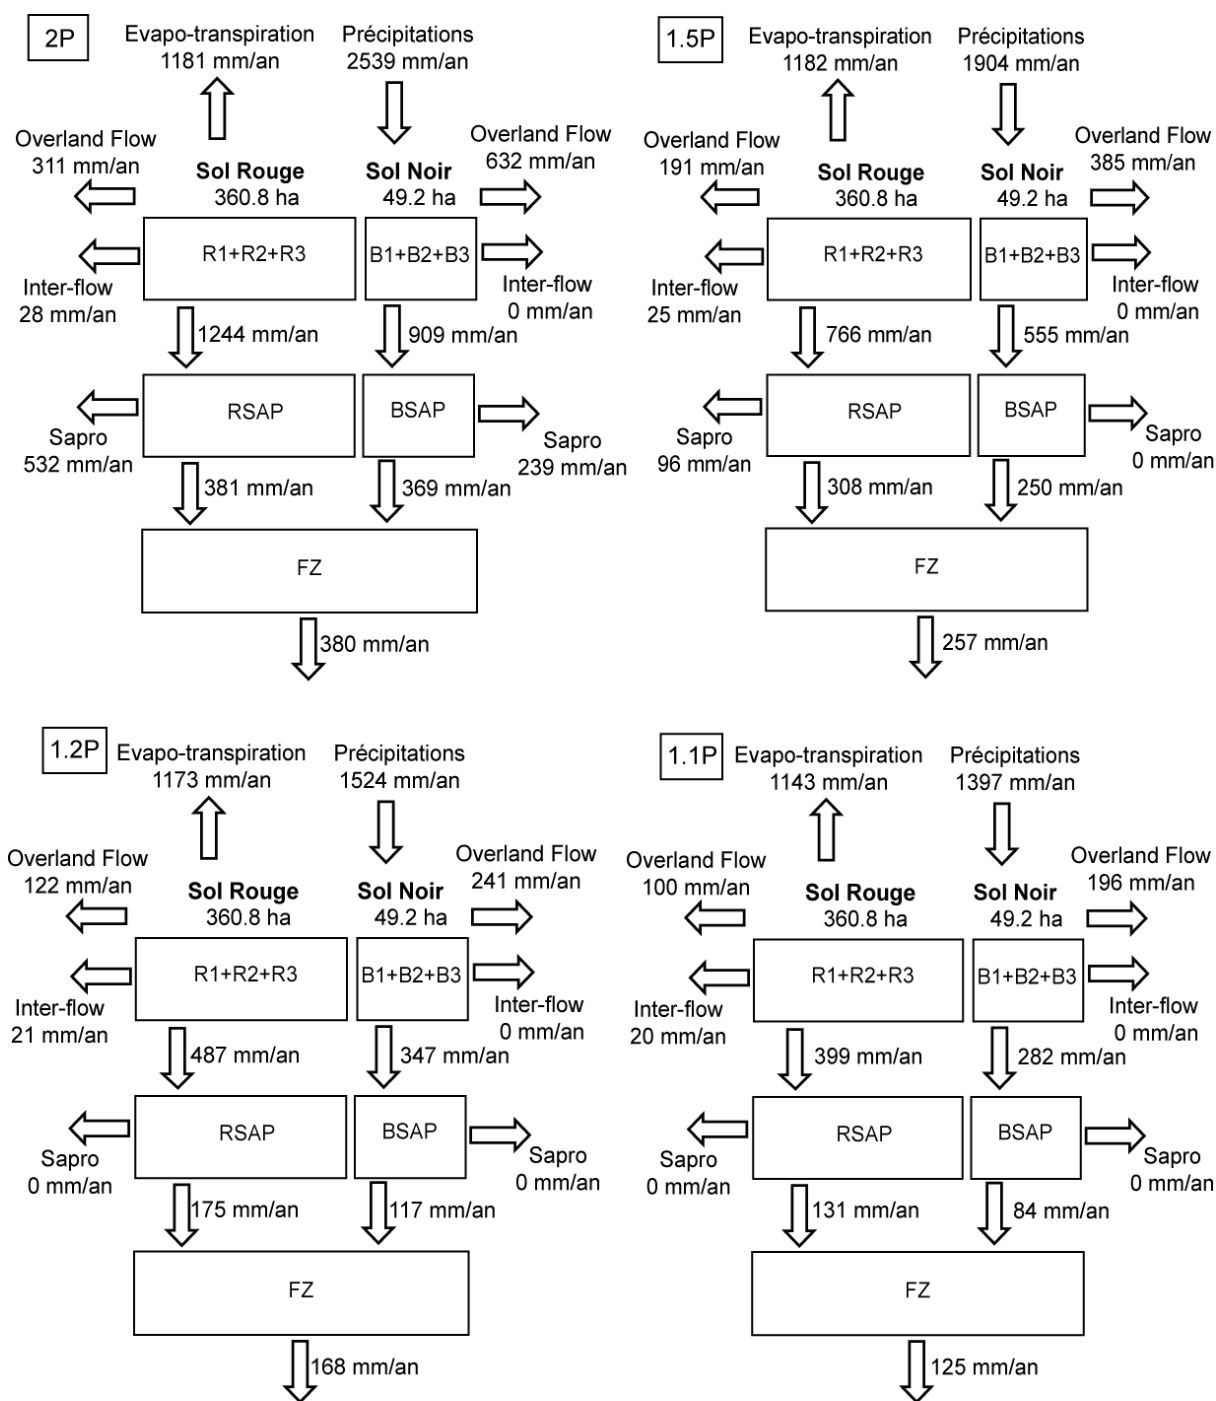 2P
Evapo-transpiration
1181 mm/an
Précipitations
2539 mm/an
Overland Flow
311 mm/an
Sol Rouge
360.8 ha
Sol Noir
49.2 ha
Overland Flow
632 mm/an
R1+R2+R3
B1+B2+B3
Inter-flow
28 mm/an
Inter-flow
0 mm/an
1244 mm/an
909 mm/an
RSAP
BSAP
Sapro
532 mm/an
Sapro
239 mm/an
381 mm/an
369 mm/an
FZ
380 mm/an
1.5P
Evapo-transpiration
1182 mm/an
Précipitations
1904 mm/an
Overland Flow
191 mm/an
Sol Rouge
360.8 ha
Sol Noir
49.2 ha
Overland Flow
385 mm/an
R1+R2+R3
B1+B2+B3
Inter-flow
25 mm/an
Inter-flow
0 mm/an
766 mm/an
555 mm/an
RSAP
BSAP
Sapro
96 mm/an
Sapro
0 mm/an
308 mm/an
250 mm/an
FZ
257 mm/an
1.2P
Evapo-transpiration
1173 mm/an
Précipitations
1524 mm/an
Overland Flow
122 mm/an
Sol Rouge
360.8 ha
Sol Noir
49.2 ha
Overland Flow
241 mm/an
R1+R2+R3
B1+B2+B3
Inter-flow
21 mm/an
Inter-flow
0 mm/an
487 mm/an
347 mm/an
RSAP
BSAP
Sapro
0 mm/an
Sapro
0 mm/an
175 mm/an
117 mm/an
FZ
168 mm/an
1.1P
Evapo-transpiration
1143 mm/an
Précipitations
1397 mm/an
Overland Flow
100 mm/an
Sol Rouge
360.8 ha
Sol Noir
49.2 ha
Overland Flow
196 mm/an
R1+R2+R3
B1+B2+B3
Inter-flow
20 mm/an
Inter-flow
0 mm/an
399 mm/an
282 mm/an
RSAP
BSAP
Sapro
0 mm/an
Sapro
0 mm/an
131 mm/an
84 mm/an
FZ
125 mm/an